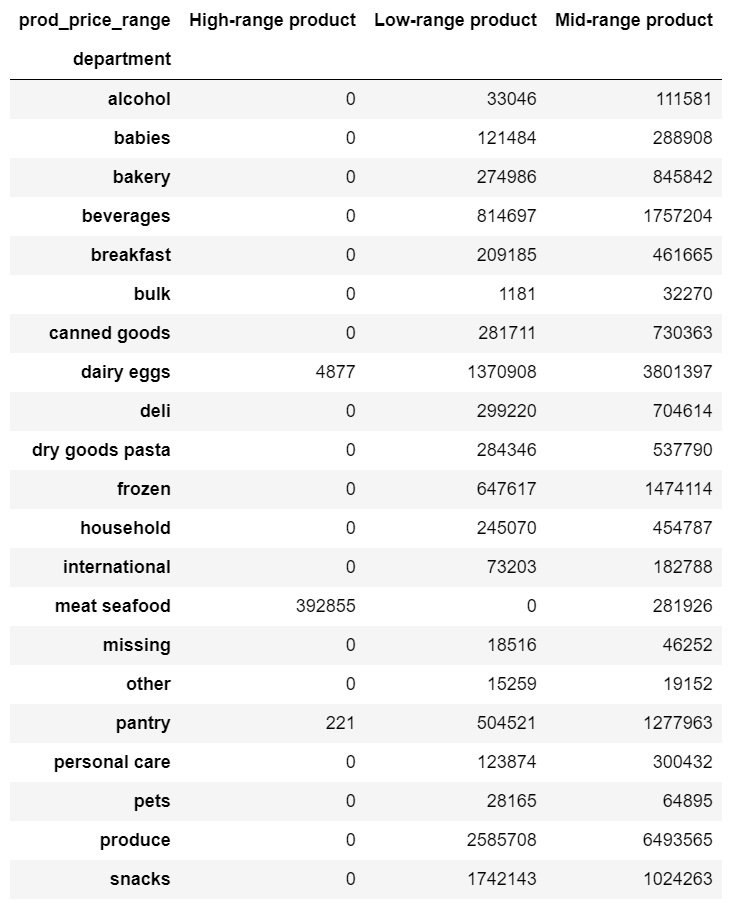 prod_price_range High-range product Low-range product Mid-range product
department
alcohol 0 33046 111581
babies 0 121484 288908
bakery 0 274986 845842
beverages 0 814697 1757204
breakfast 0 209185 461665
bulk 0 1181 32270
canned goods 0 281711 730363
dairy eggs 4877 1370908 3801397
deli 0 299220 704614
dry goods pasta 0 284346 537790
frozen 0 647617 1474114
household 0 245070 454787
international 0 73203 182788
meat seafood 392855 0 281926
missing 0 18516 46252
other 0 15259 19152
pantry 221 504521 1277963
personal care 0 123874 300432
pets 0 28165 64895
produce 0 2585708 6493565
snacks 0 1742143 1024263